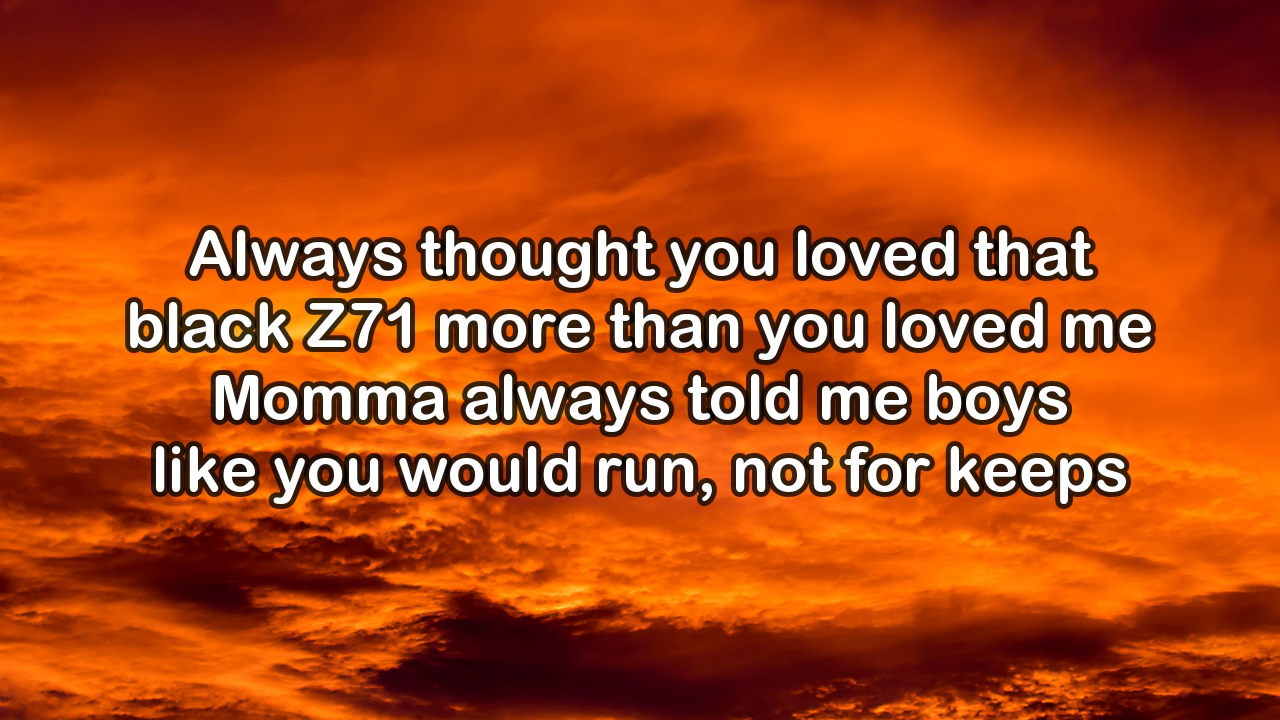 Always thought you loved that
black Z71 more than you loved me
Momma always told me boys
like you would run, not for keeps